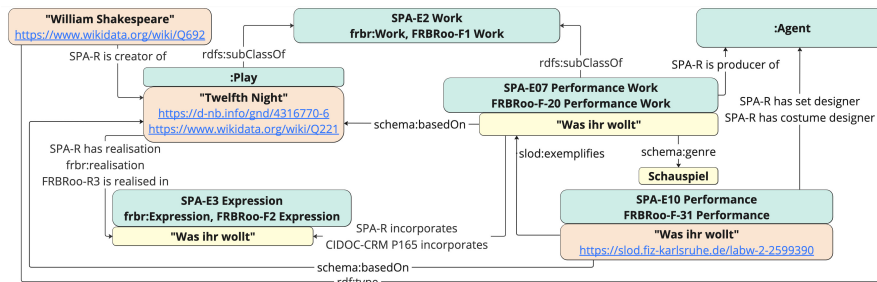 "William Shakespeare"
https://www.wikidata.org/wiki/Q692
SPA-E2 Work
frbr:Work, FRBRoo-F1 Work
:Agent
SPA-R is creator of
rdfs:subClassOf
rdfs:subClassOf
SPA-R is producer of
:Play
"Twelfth Night"
https://d-nb.info/gnd/4316770-6
https://www.wikidata.org/wiki/Q221
SPA-E07 Performance Work
FRBRoo-F-20 Performance Work
"Was ihr wollt"
schema:basedOn
SPA-R has set designer
SPA-R has costume designer
SPA-R has realisation
frbr:realisation
FRBRoo-R3 is realised in
slod:exemplifies
schema:genre
Schauspiel
SPA-E3 Expression
frbr:Expression, FRBRoo-F2 Expression
"Was ihr wollt"
SPA-R incorporates
CIDOC-CRM P165 incorporates
SPA-E10 Performance
FRBRoo-F-31 Performance
"Was ihr wollt"
https://slod.fiz-karlsruhe.de/labw-2-2599390
schema:basedOn
rdf:type